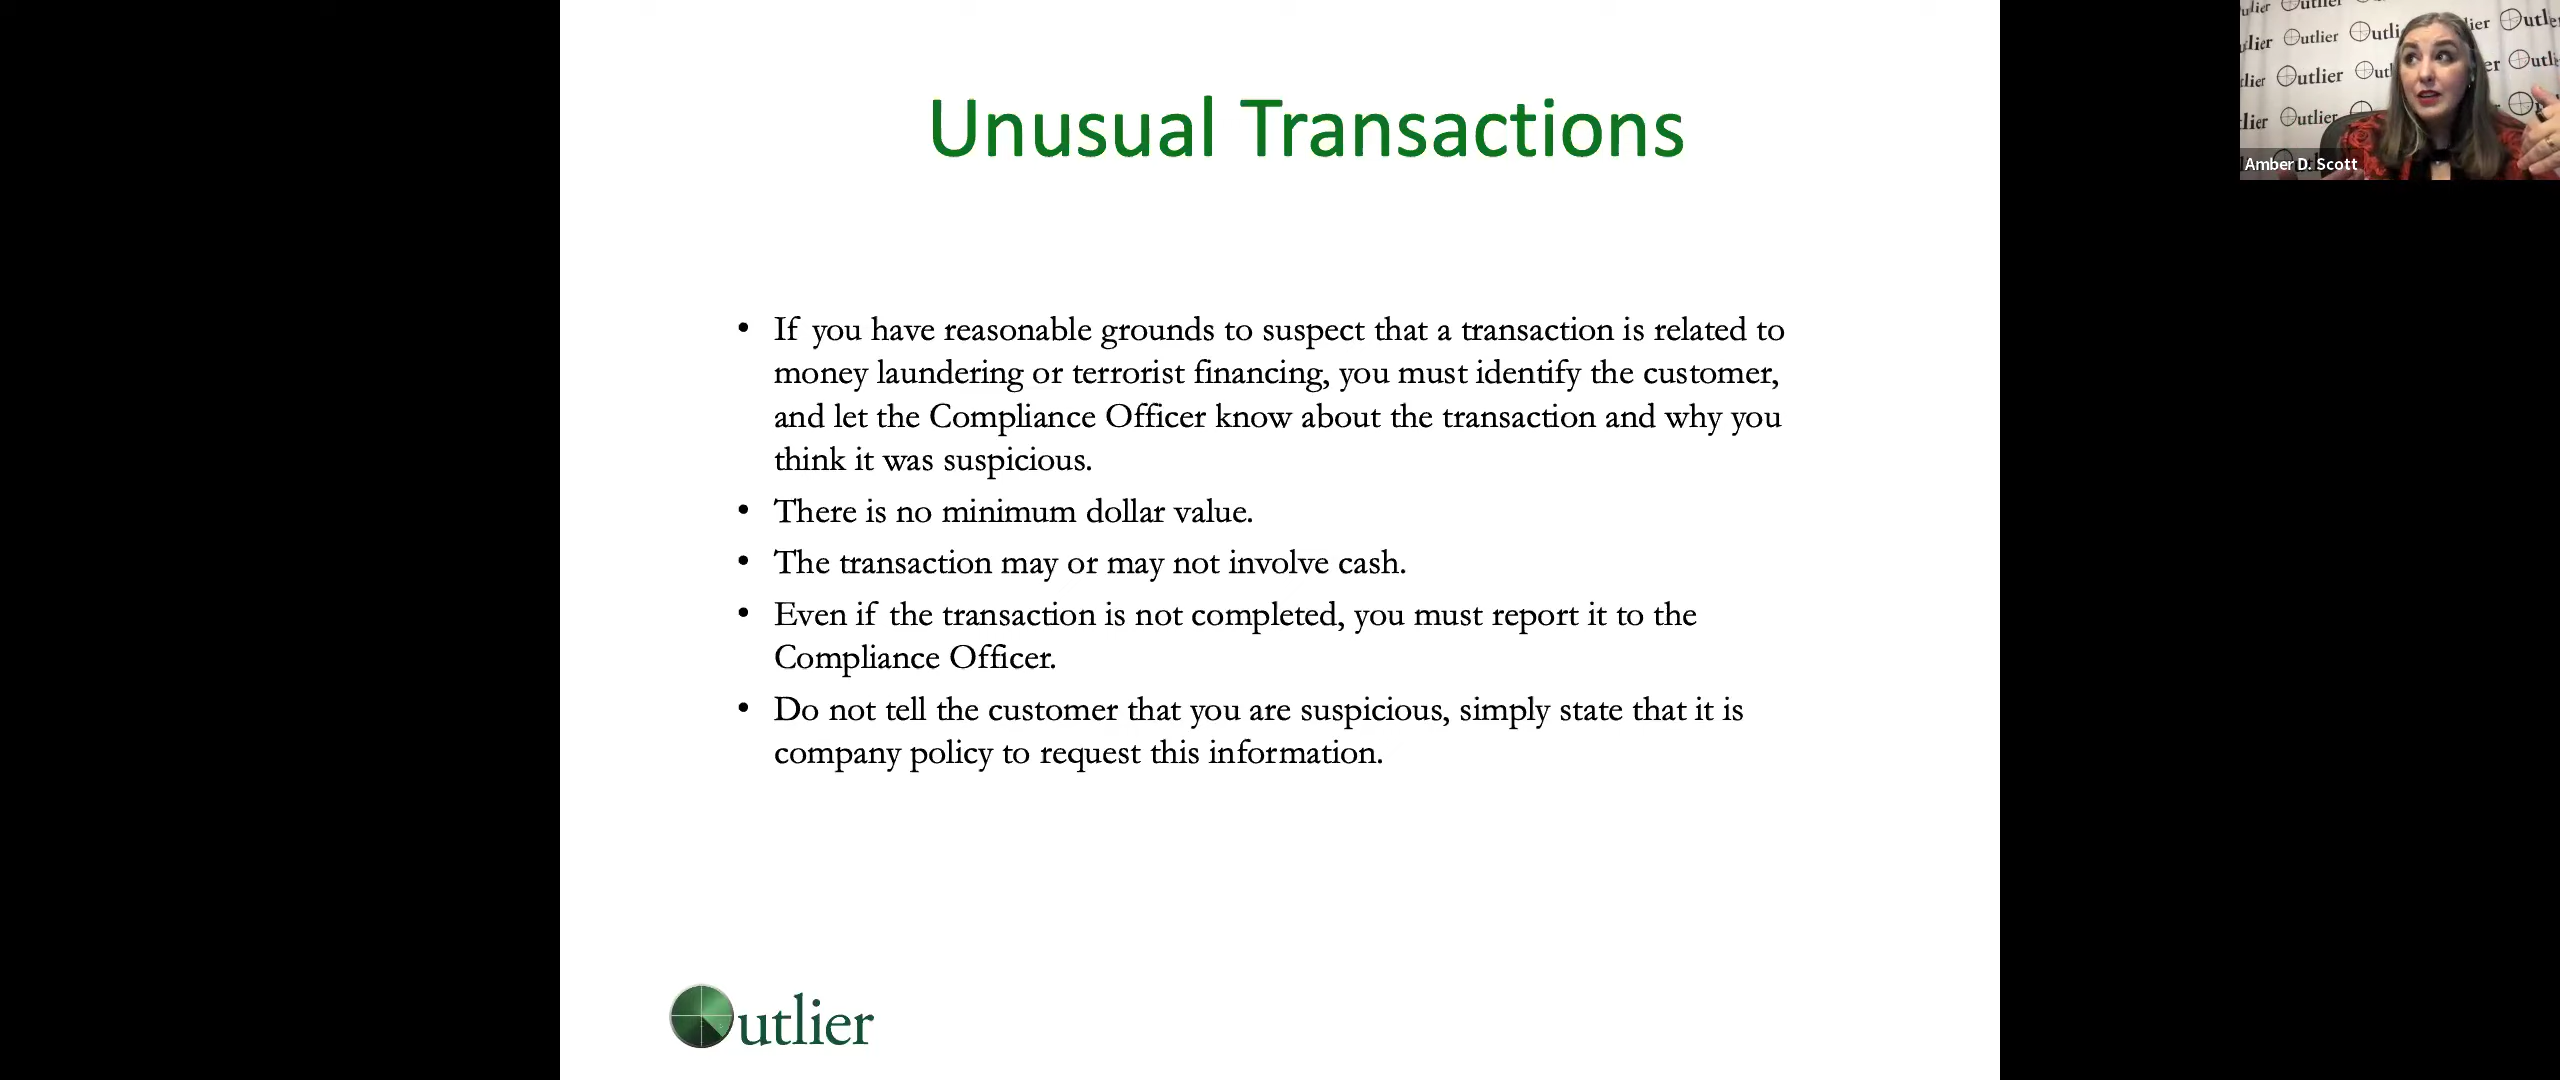 Unusual Transactions
• If you have reasonable grounds to suspect that a transaction is related to
money laundering or terrorist financing, you must identify the customer,
and let the Compliance Officer know about the transaction and why you
think it was suspicious.
• There is no minimum dollar value.
• The transaction may or may not involve cash.
• Even if the transaction is not completed, you must report it to the
Compliance Officer.
• Do not tell the customer that you are suspicious, simply state that it is
company policy to request this information.
Outlier
Amber D. Scott
Outlier
Outlier
Outlier